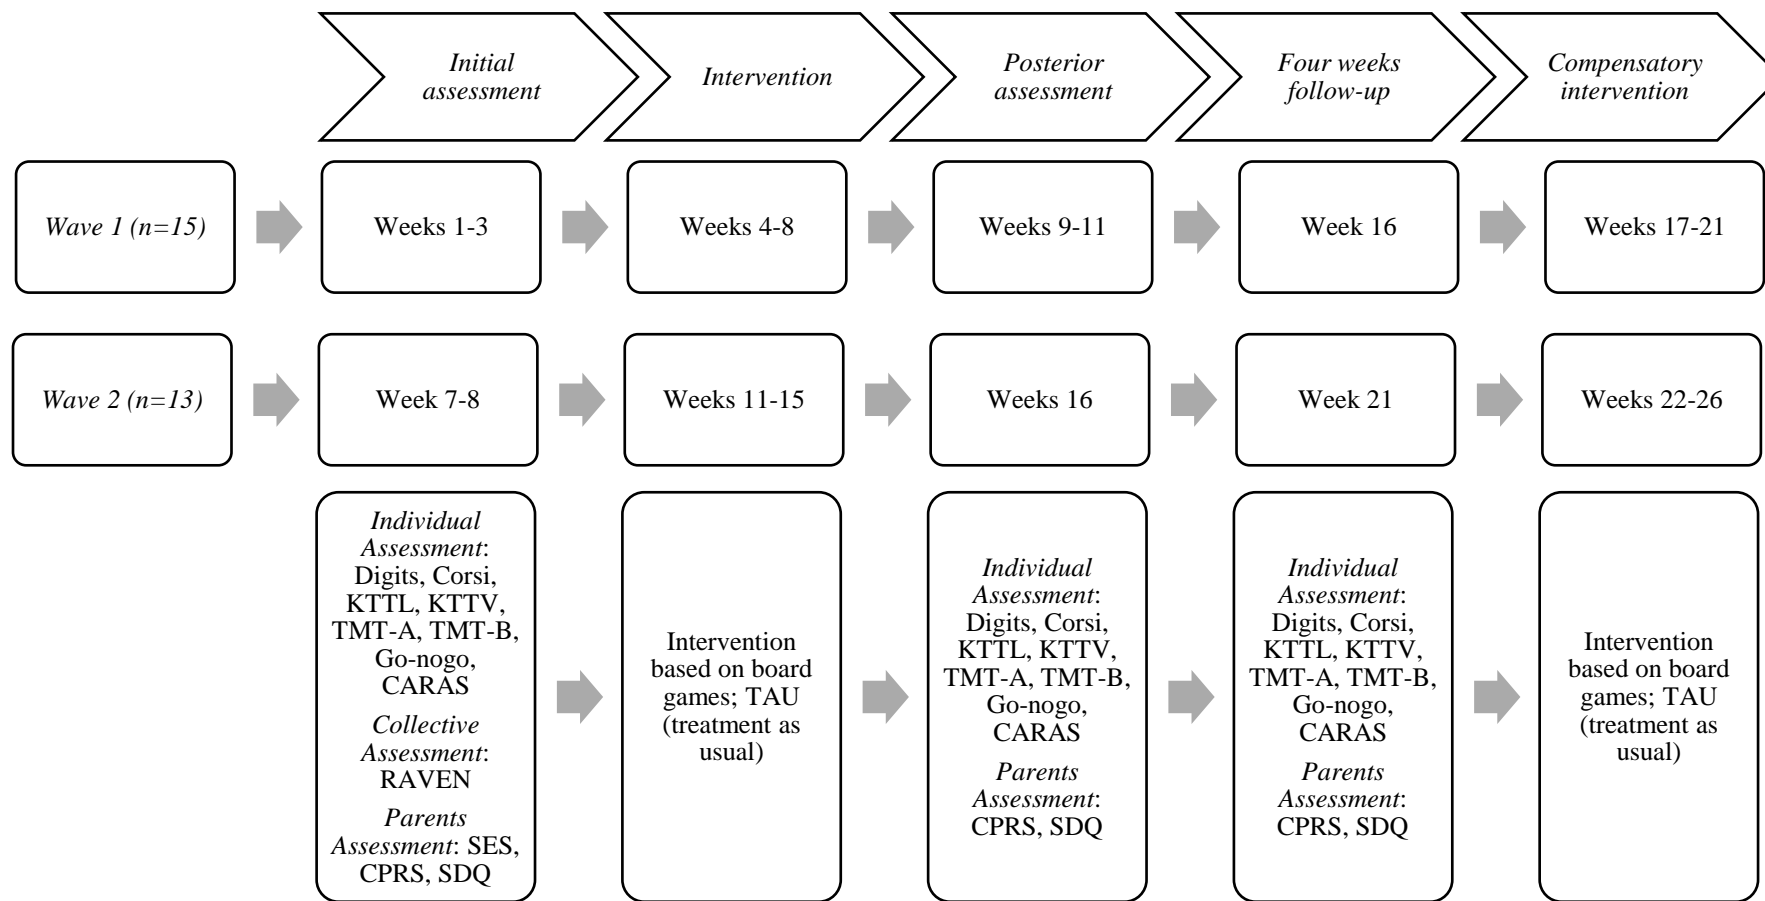 Initial
assessment
Intervention
Posterior
assessment
Four weeks
follow-up
Compensatory
intervention
Wave 1 (n=15)
Weeks 1-3
Weeks 4-8
Weeks 9-11
Week 16
Weeks 17-21
Wave 2 (n=13)
Week 7-8
Weeks 11-15
Weeks 16
Week 21
Weeks 22-26
Individual
Assessment:
Digits, Corsi,
KTTL, KTTV,
TMT-A, TMT-B,
Go-nogo,
CARAS
Collective
Assessment:
RAVEN
Parents
Assessment: SES,
CPRS, SDQ
Intervention
based on board
games; TAU
(treatment as
usual)
Individual
Assessment:
Digits, Corsi,
KTTL, KTTV,
TMT-A, TMT-B,
Go-nogo,
CARAS
Parents
Assessment:
CPRS, SDQ
Individual
Assessment:
Digits, Corsi,
KTTL, KTTV,
TMT-A, TMT-B,
Go-nogo,
CARAS
Parents
Assessment:
CPRS, SDQ
Intervention
based on board
games; TAU
(treatment as
usual)